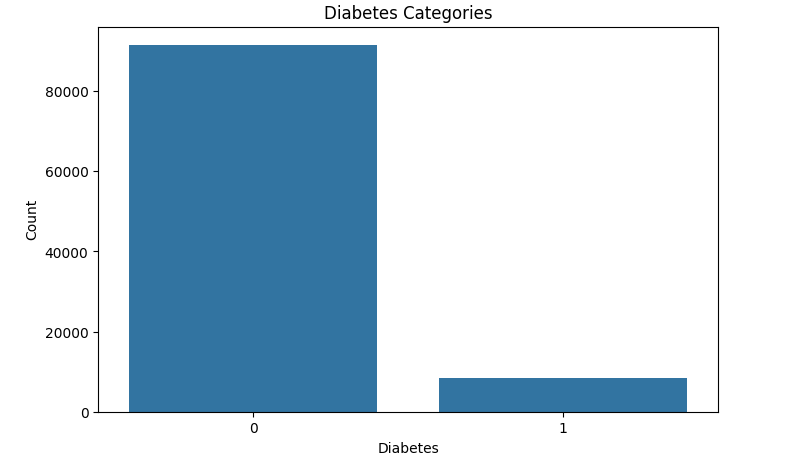 Diabetes Categories
80000
60000
40000
20000
0
Count
0 1
Diabetes